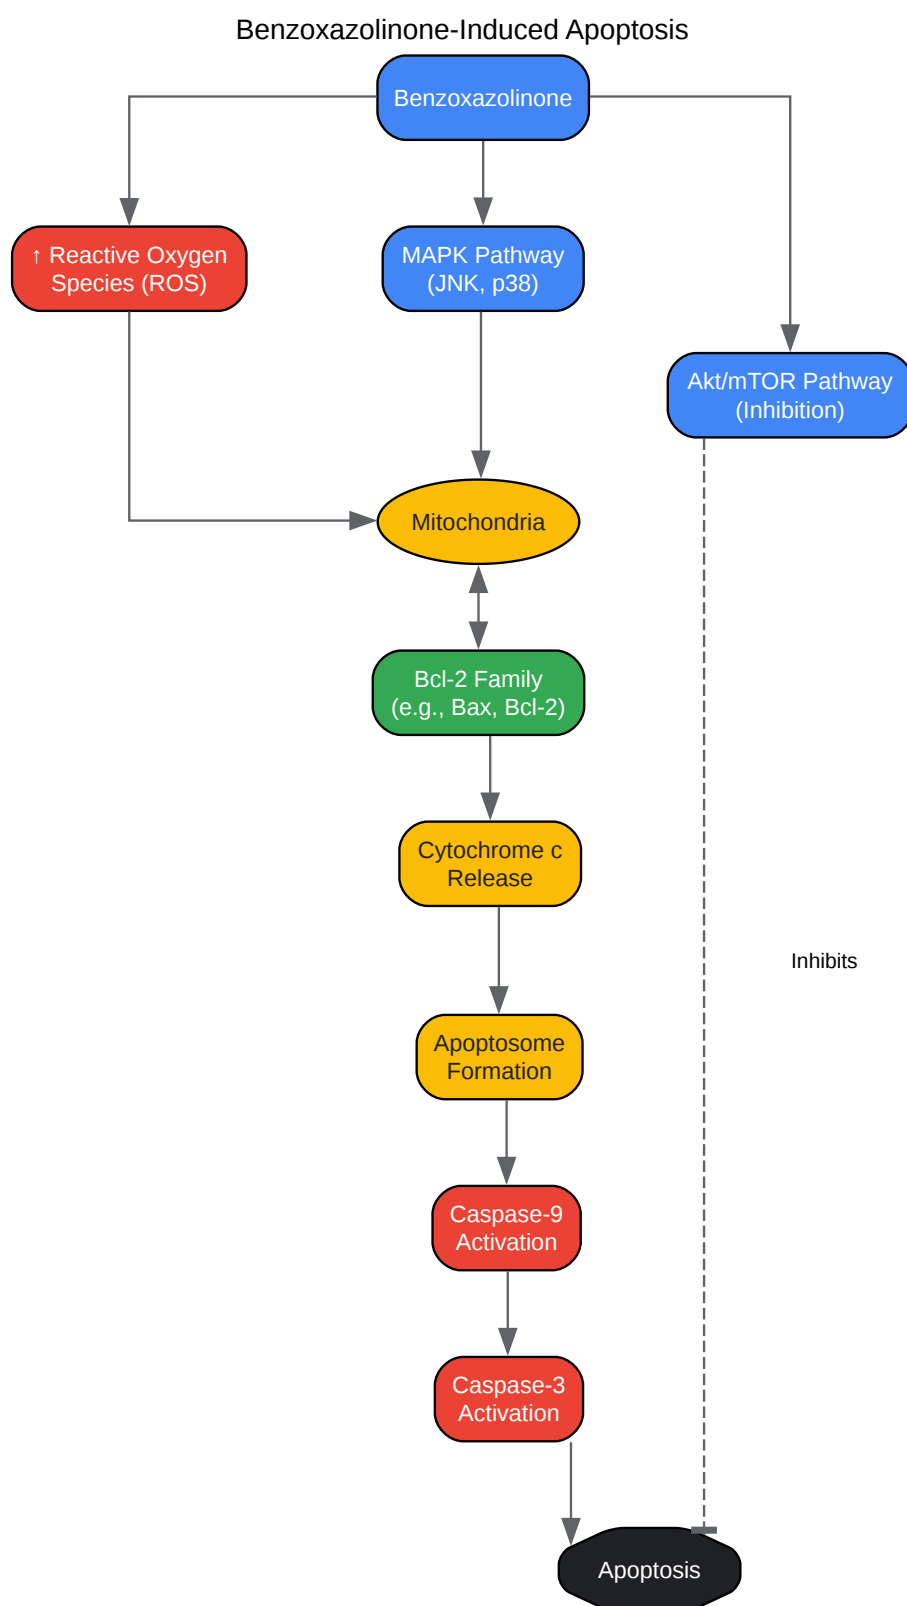 Benzoxazolinone-Induced Apoptosis
Benzoxazolinone
↑ Reactive Oxygen
Species (ROS)
MAPK Pathway
(JNK, p38)
Akt/mTOR Pathway
(Inhibition)
Mitochondria
Bcl-2 Family
(e.g., Bax, Bcl-2)
Cytochrome c
Release
Inhibits
Apoptosome
Formation
Caspase-9
Activation
Caspase-3
Activation
Apoptosis